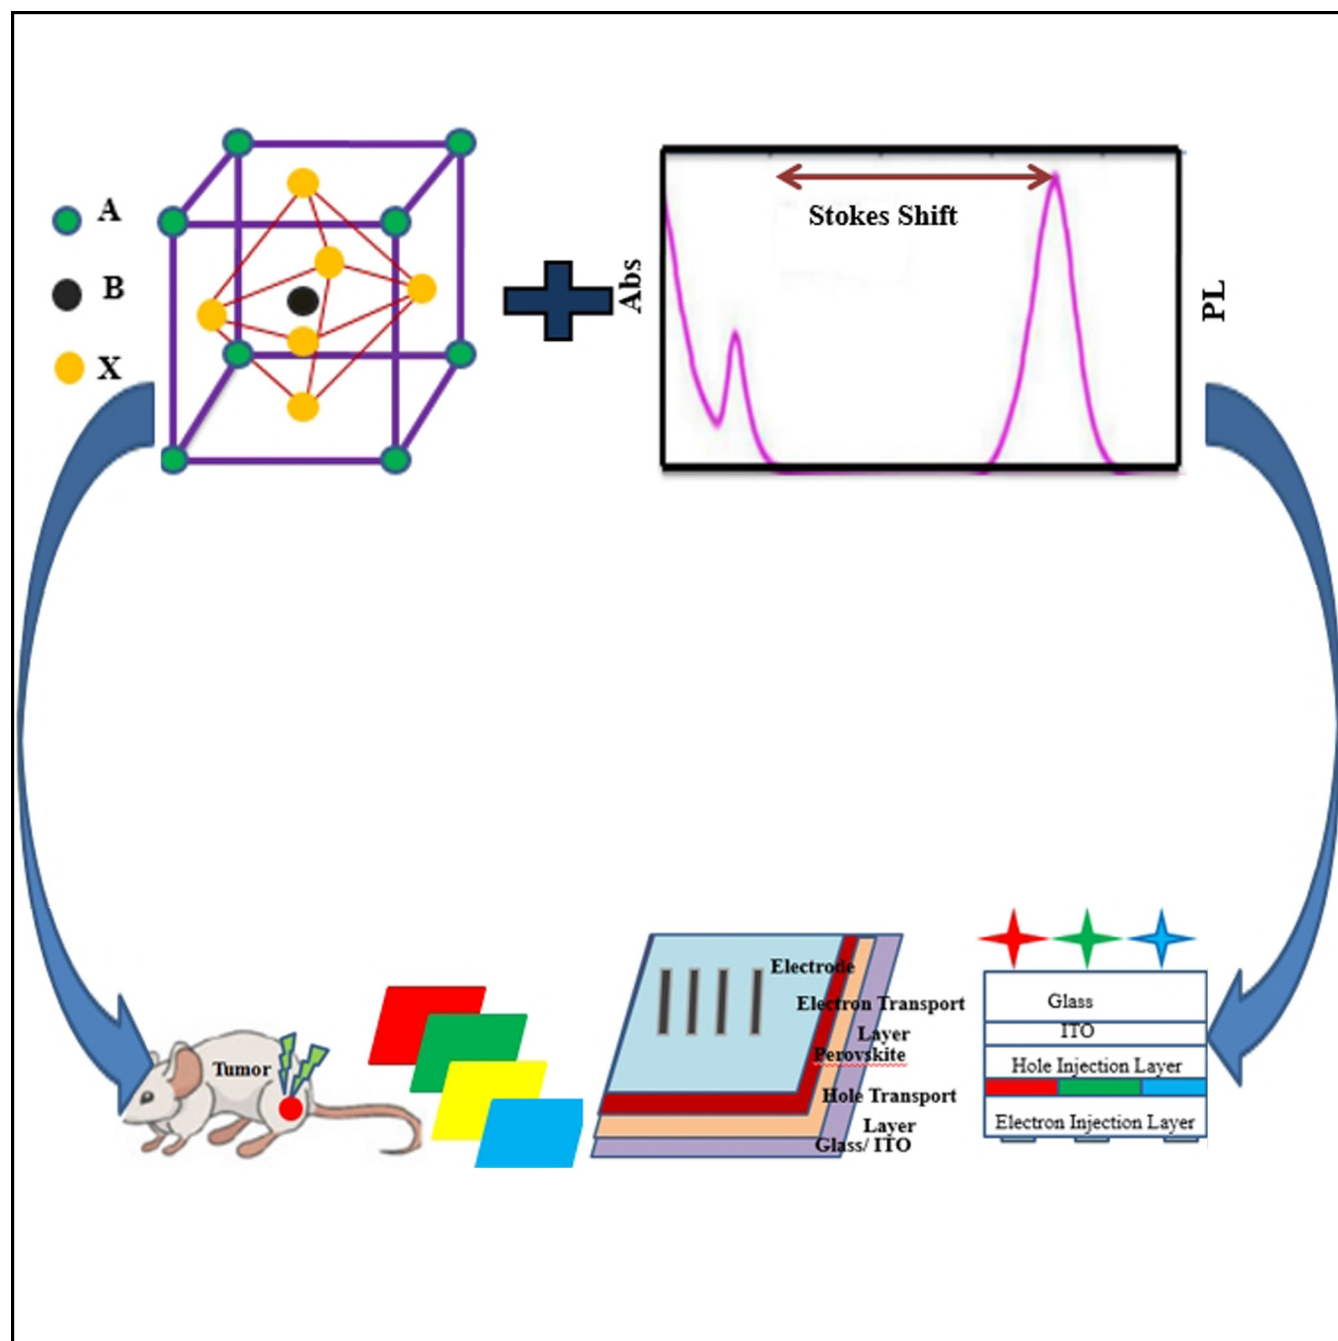 A
B
X
Abs
Stokes Shift
PL
Tumor
Electrode
Electron Transport
Layer
Perovskite
Hole Transport
Layer
Glass/ ITO
Glass
ITO
Hole Injection Layer
Electron Injection Layer